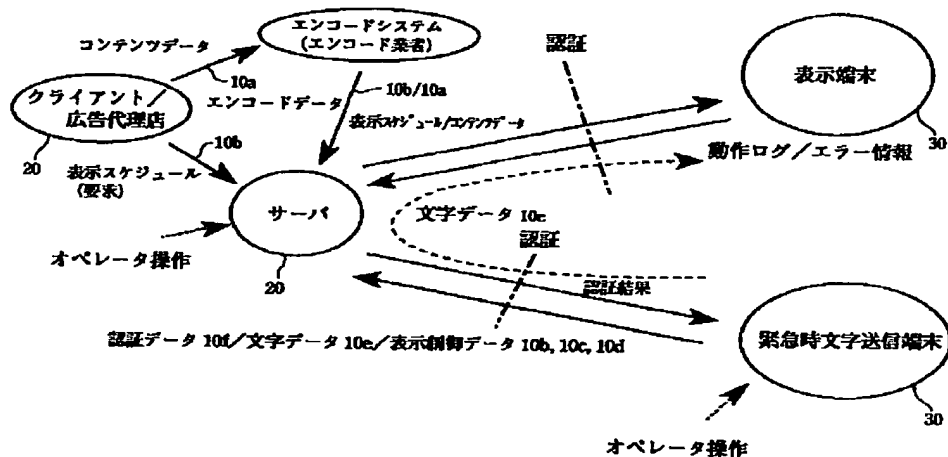 エンコードシステム
(エンコード業者)
コンテンツデータ
10a
エンコードデータ
10b/10a
表示スケジュール/コンテンツデータ
認証
表示端末
30
クライアント／
広告代理店
20
10b
表示スケジュール
(要求)
動作ログ／エラー情報
サーバ
20
文字データ 10e
認証
オペレータ操作
認証結果
認証データ 10f／文字データ 10e／表示制御データ 10b, 10c, 10d
緊急時文字送信端末
30
オペレータ操作